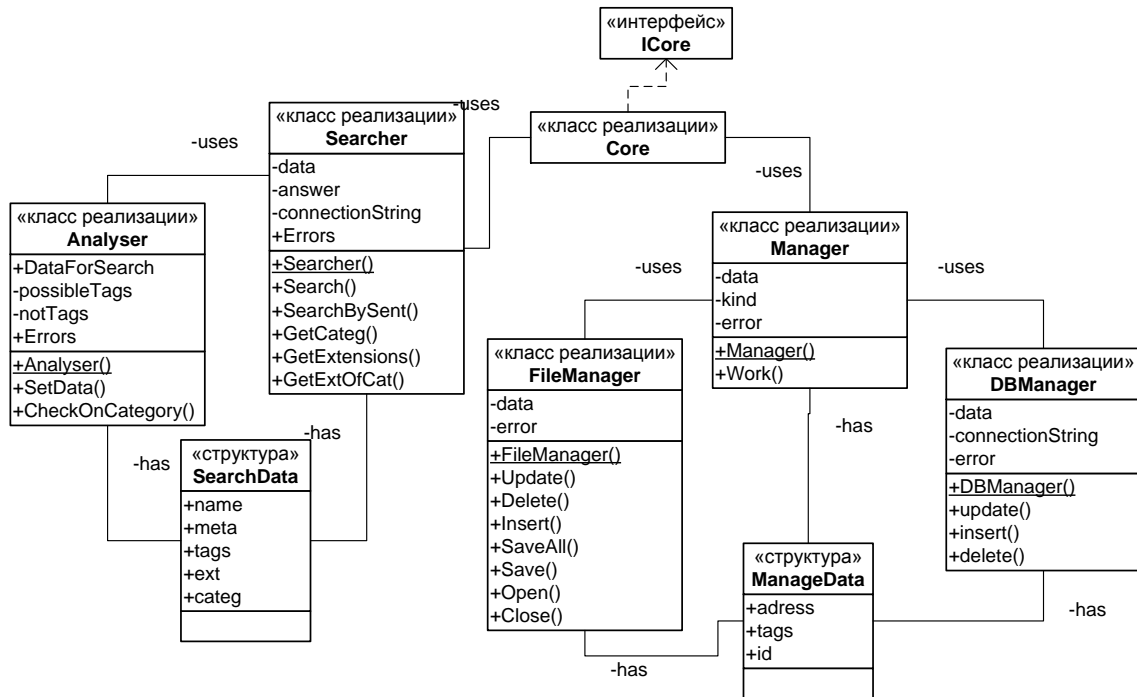 «интерфейс»
ICore
«класс реализации»
Core
-uses
-uses
«класс реализации»
Searcher
-data
-answer
-connectionString
+Errors
+Searcher()
+Search()
+SearchBySent()
+GetCateg()
+GetExtensions()
+GetExtOfCat()
-uses
«класс реализации»
Analyser
+DataForSearch
-possibleTags
-notTags
+Errors
+Analyser()
+SetData()
+CheckOnCategory()
-has
-has
«структура»
SearchData
+name
+meta
+tags
+ext
+categ
«класс реализации»
Manager
-data
-kind
-error
+Manager()
+Work()
-uses
-uses
«класс реализации»
FileManager
-data
-error
+FileManager()
+Update()
+Delete()
+Insert()
+SaveAll()
+Save()
+Open()
+Close()
-has
«класс реализации»
DBManager
-data
-connectionString
-error
+DBManager()
+update()
+insert()
+delete()
«структура»
ManageData
+adress
+tags
+id
-has
-has